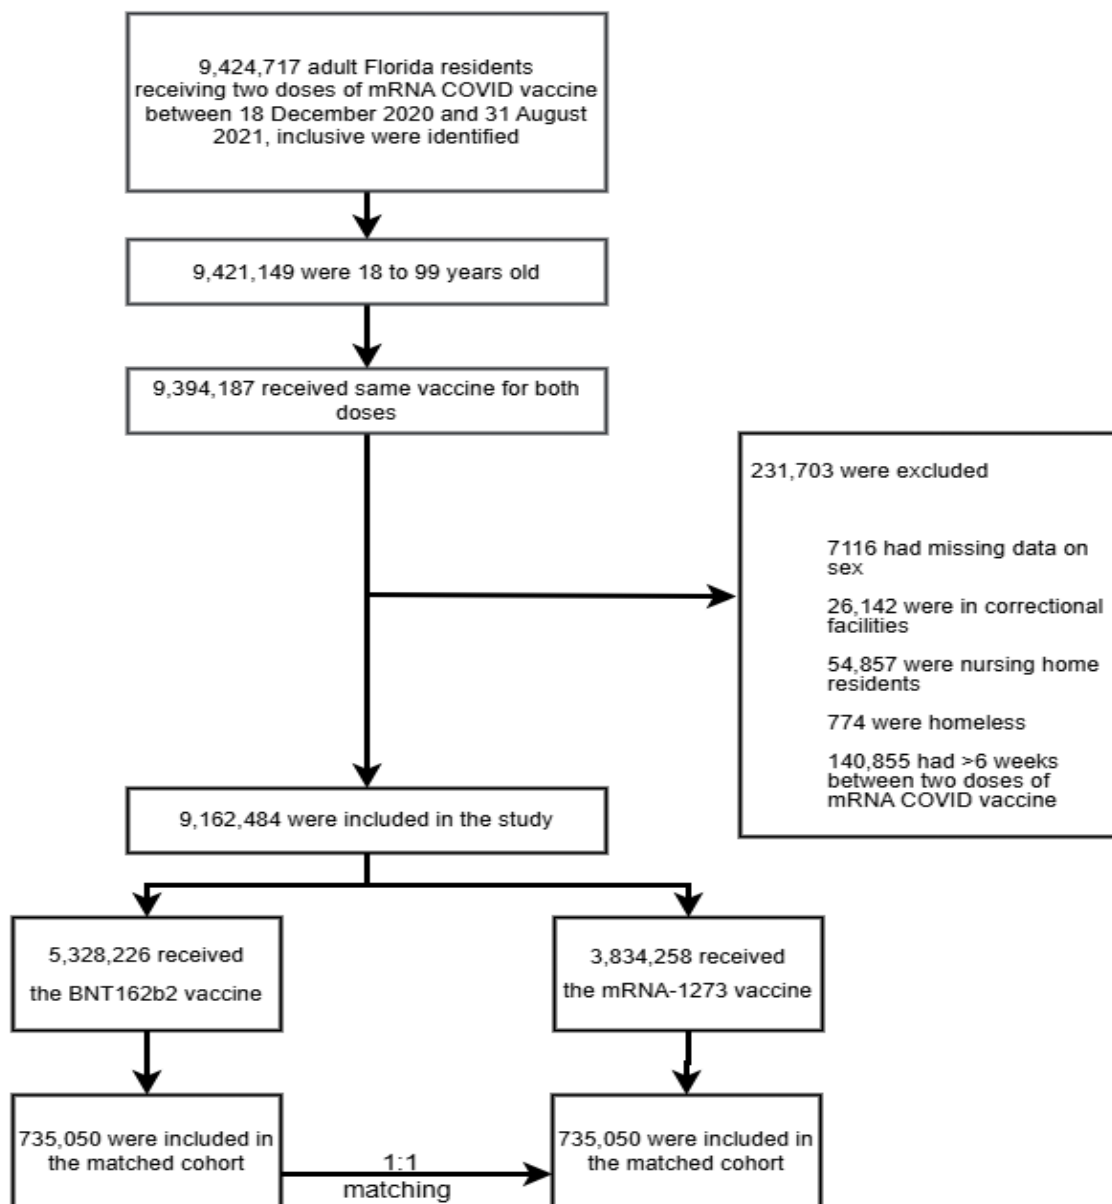 9,424,717 adult Florida residents
receiving two doses of mRNA COVID vaccine
between 18 December 2020 and 31 August
2021, inclusive were identified
9,421,149 were 18 to 99 years old
9,394,187 received same vaccine for both
doses
231,703 were excluded
7116 had missing data on
sex
26,142 were in correctional
facilities
54,857 were nursing home
residents
774 were homeless
140,855 had >6 weeks
between two doses of
mRNA COVID vaccine
9,162,484 were included in the study
5,328,226 received
the BNT162b2 vaccine
3,834,258 received
the mRNA-1273 vaccine
735,050 were included in
the matched cohort
1:1
matching
735,050 were included in
the matched cohort